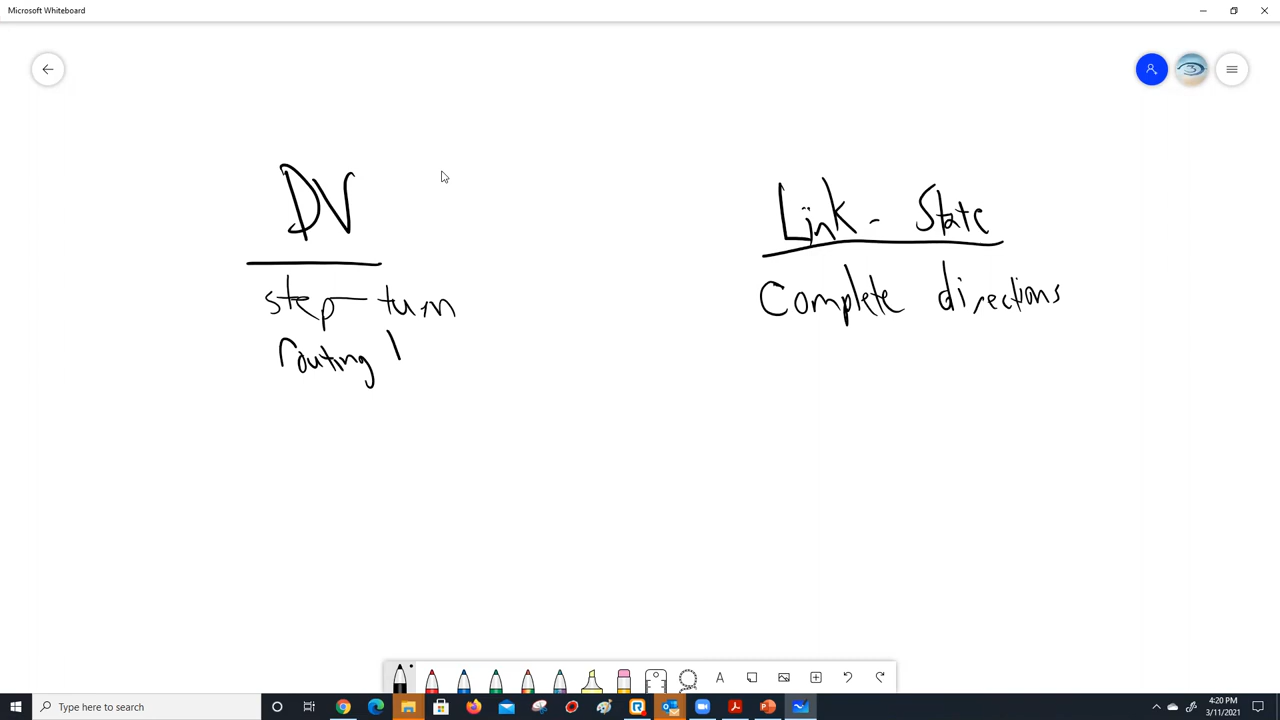 Microsoft Whiteboard
DV
Link - State
step-turn
Complete directions
routing \
A
Type here to search
4:20 PM
3/11/2021